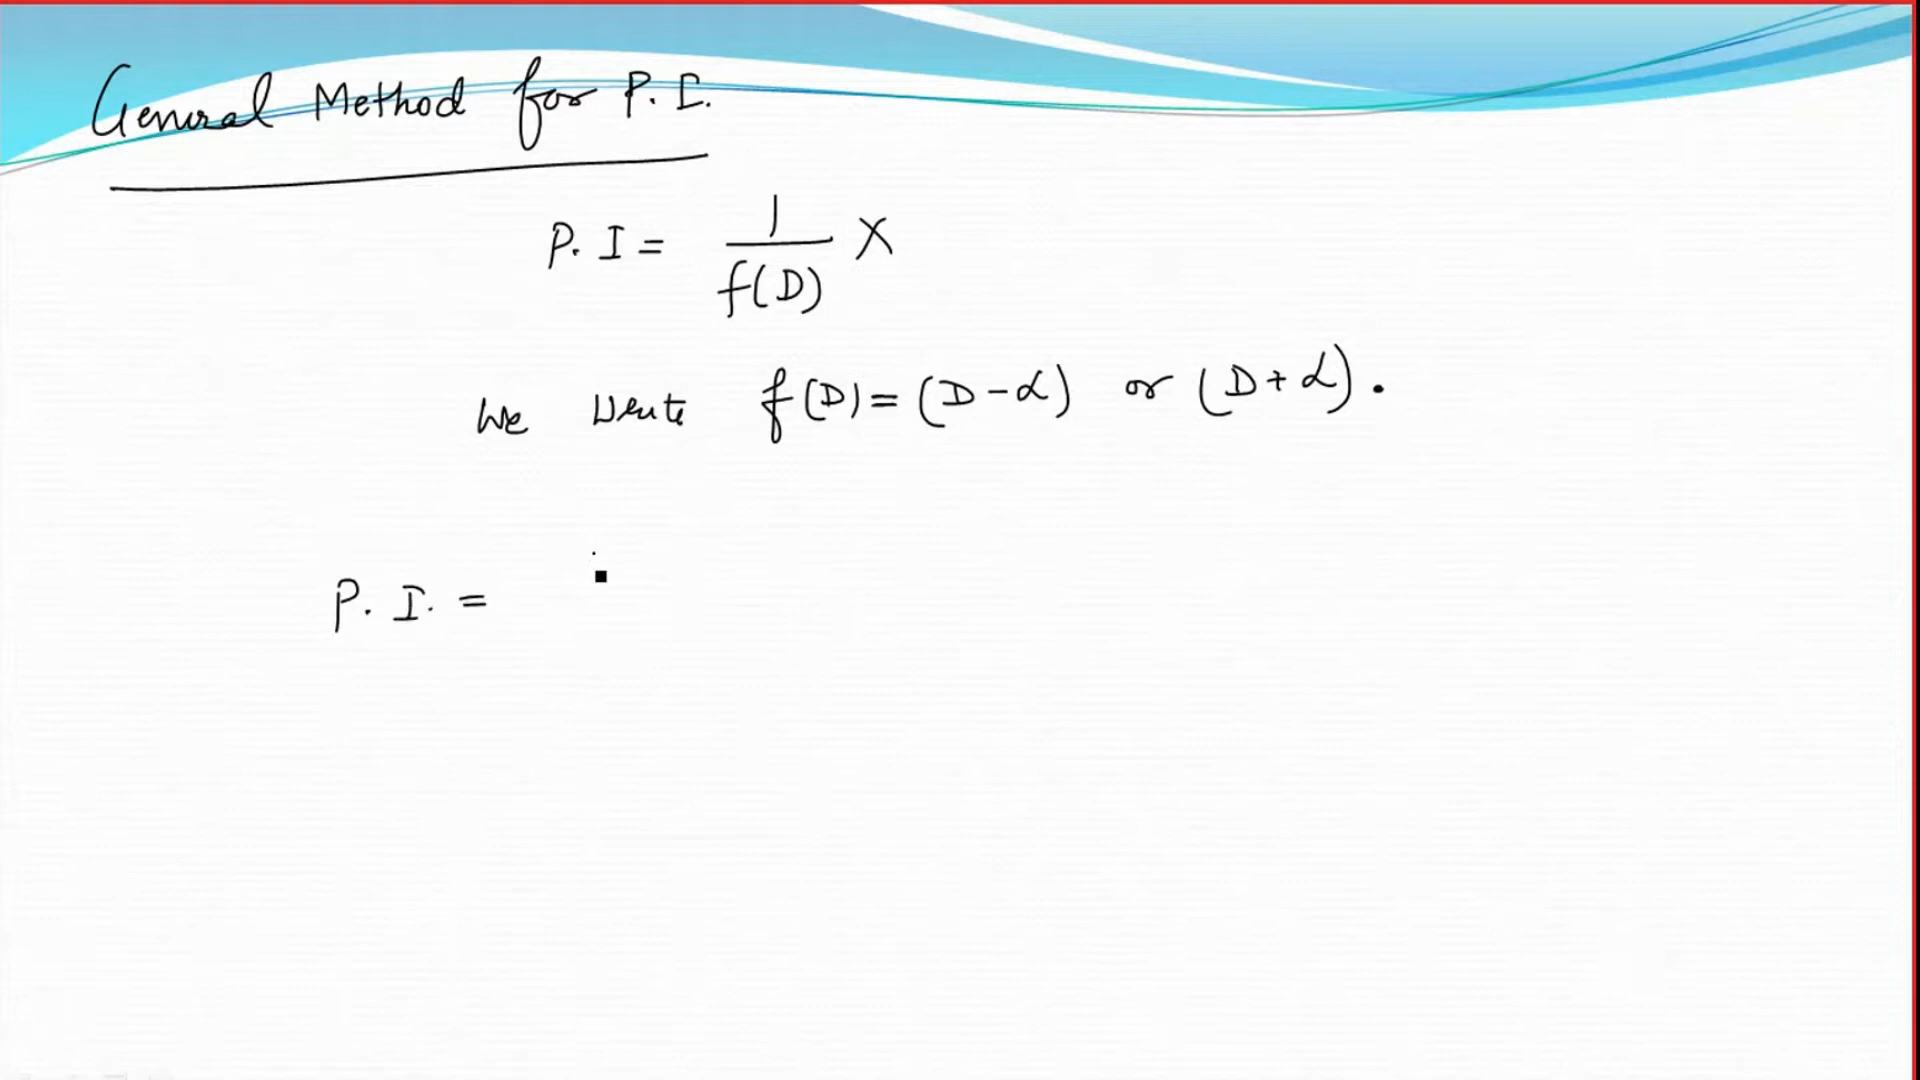 General Method for P.I.
P. I = 1/f(D) X
We write f(D) = (D-α) or (D+α).
P. I. =